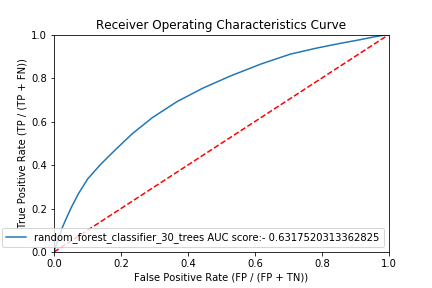 Receiver Operating Characteristics Curve
1.0
0.8
0.6
0.4
0.2
0.0
True Positive Rate (TP / (TP + FN))
random_forest_classifier_30_trees AUC score:- 0.6317520313362825
0.0 0.2 0.4 0.6 0.8 1.0
False Positive Rate (FP / (FP + TN))